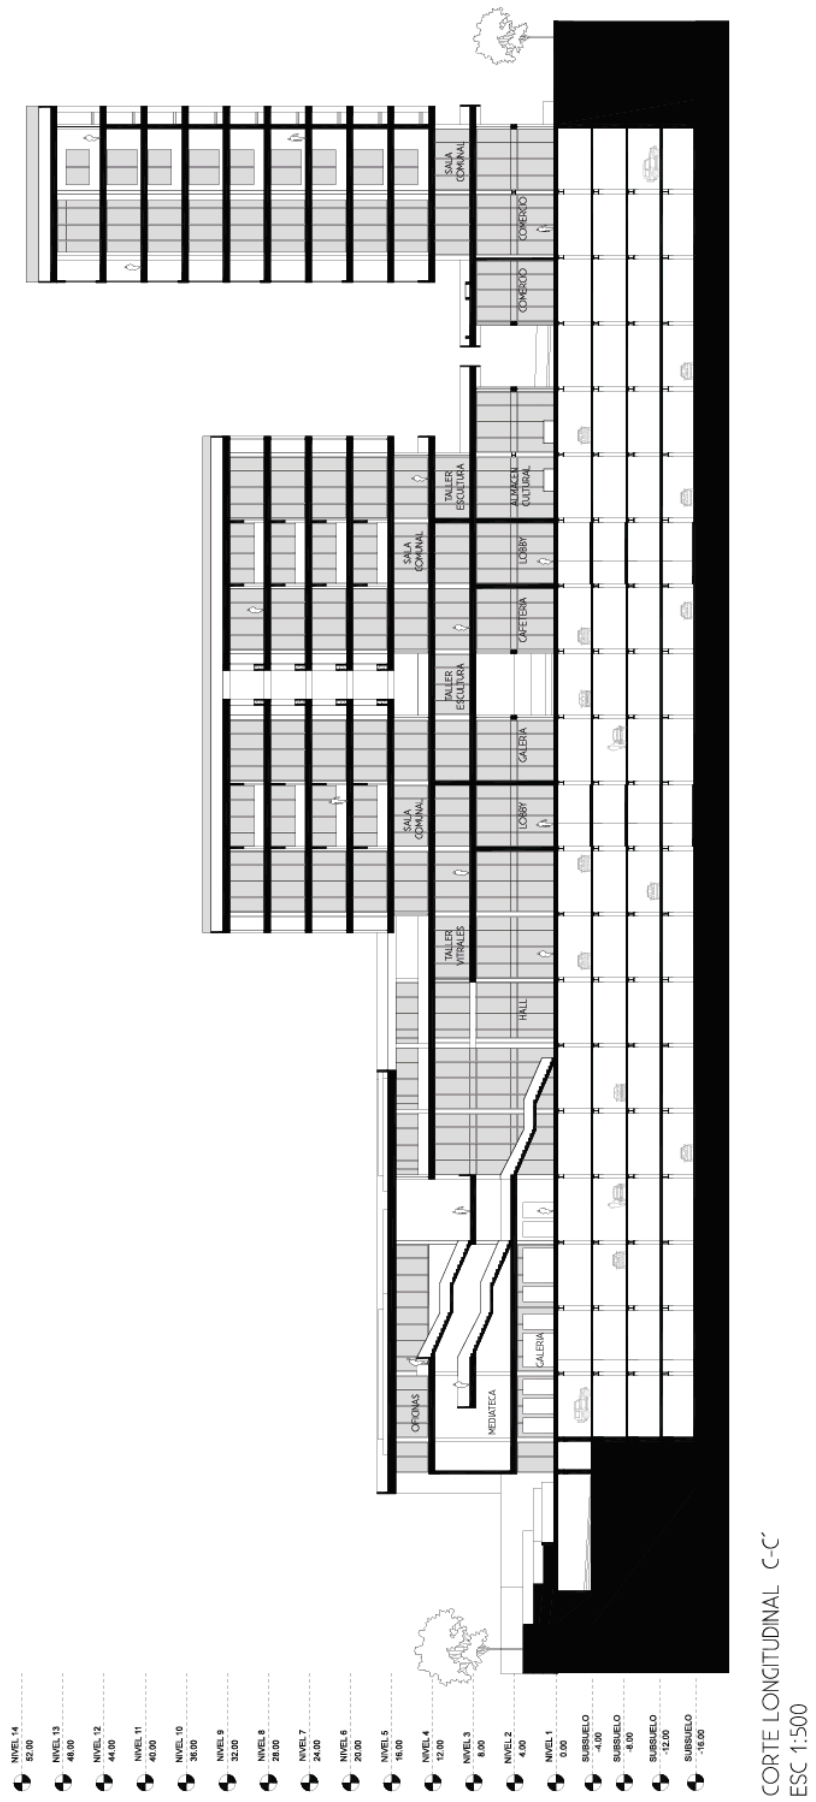 NIVEL 14
52.00
NIVEL 13
48.00
NIVEL 12
44.00
NIVEL 11
40.00
NIVEL 10
36.00
NIVEL 9
32.00
NIVEL 8
28.00
NIVEL 7
24.00
NIVEL 6
20.00
NIVEL 5
16.00
NIVEL 4
12.00
NIVEL 3
8.00
NIVEL 2
4.00
NIVEL 1
0.00
SUBSUELO
-4.00
SUBSUELO
-8.00
SUBSUELO
-12.00
SUBSUELO
-16.00
OFICINAS
MEDIATECA
GALERIA
HALL
TALLER
VITRALES
SALA
COMUNAL
LOBBY
GALERIA
TALLER
ESCULTURA
CAFETERIA
SALA
COMUNAL
LOBBY
TALLER
ESCULTURA
ALMACEN
CULTURAL
COMERCIO
COMERCIO
SALA
COMUNAL
CORTE LONGITUDINAL C-C´
ESC 1:500